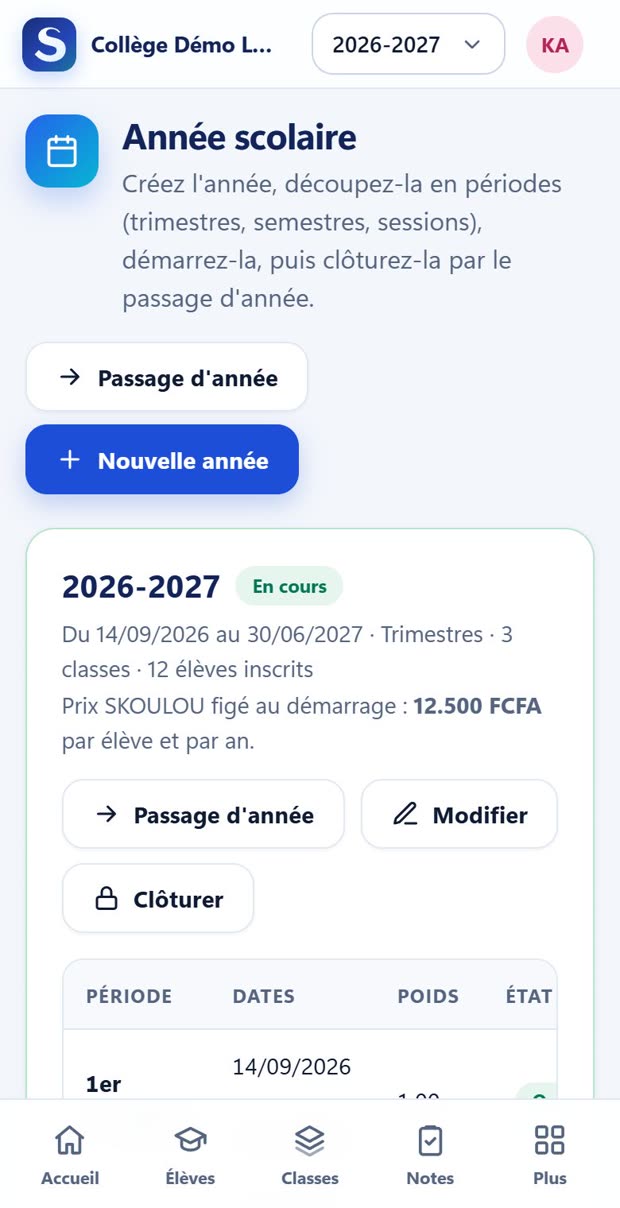 S Collège Démo L... 2026-2027 KA
Année scolaire
Créez l'année, découpez-la en périodes
(trimestres, semestres, sessions),
démarrez-la, puis clôturez-la par le
passage d'année.
Passage d'année
Nouvelle année
2026-2027 En cours
Du 14/09/2026 au 30/06/2027 · Trimestres · 3
classes · 12 élèves inscrits
Prix SKOULOU figé au démarrage : 12.500 FCFA
par élève et par an.
Passage d'année Modifier
Clôturer
PÉRIODE DATES POIDS ÉTAT
14/09/2026
1er
Accueil Élèves Classes Notes Plus